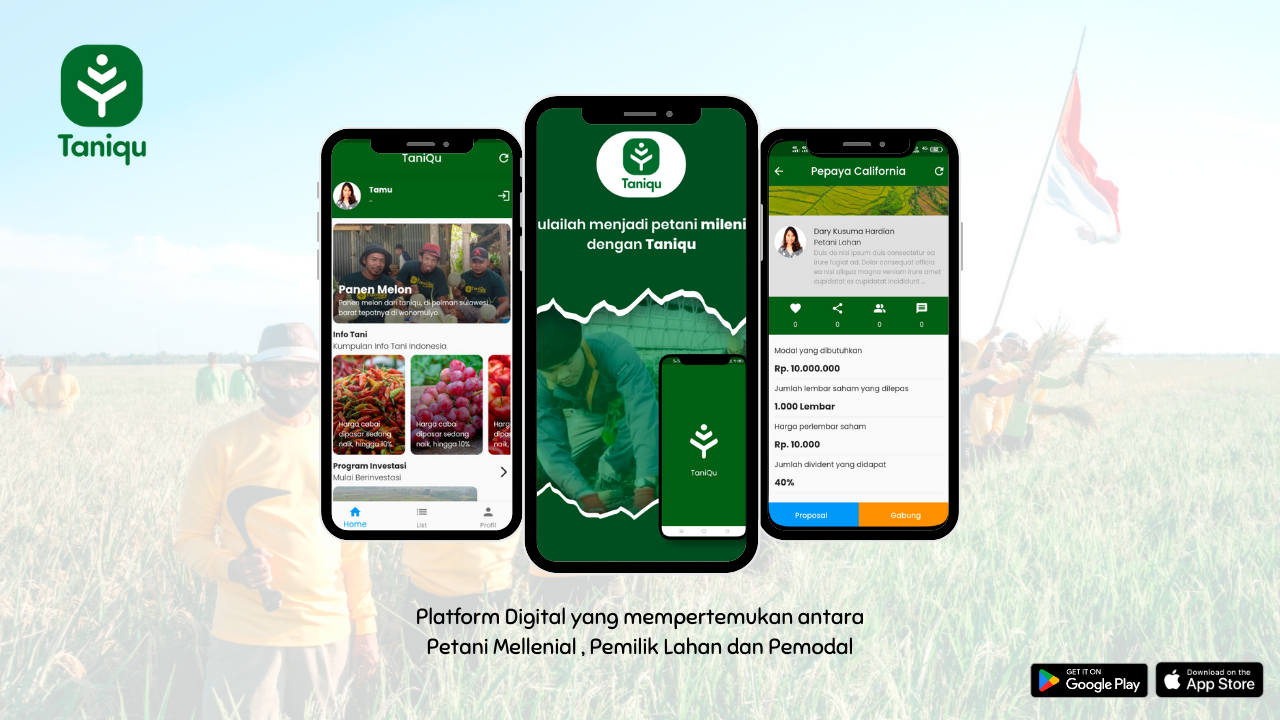 Taniqu
TaniQu
Tamu
-
Panen Melon
Panen melon dari taniqu, di polman sulawesi
barat tepatnya di wonomulyo.
Info Tani
Kumpulan Info Tani Indonesia
Harga cabai
dipasar sedang
naik, hingga 10%
Harga cabai
dipasar sedang
naik, hingga 10%
Harg
dipas
naik,
Program Investasi
Mulai Berinvestasi
Home
List
Profil
Taniqu
ulailah menjadi petani mileni
dengan Taniqu
TaniQu
Pepaya California
Dary Kusuma Hardian
Petani Lahan
Duis do nisi ipsum duis consectetur ea
irure fugiat ad. Dolor consequat officia
ea nisi aliqua magna veniam irure amet
cupidatat ex cupidatat incididunt ...
0 0 0 0
Modal yang dibutuhkan
Rp. 10.000.000
Jumlah lembar saham yang dilepas
1.000 Lembar
Harga perlembar saham
Rp. 10.000
Jumlah divident yang didapat
40%
Proposal
Gabung
Platform Digital yang mempertemukan antara
Petani Mellenial , Pemilik Lahan dan Pemodal
GET IT ON
Google Play
Download on the
App Store